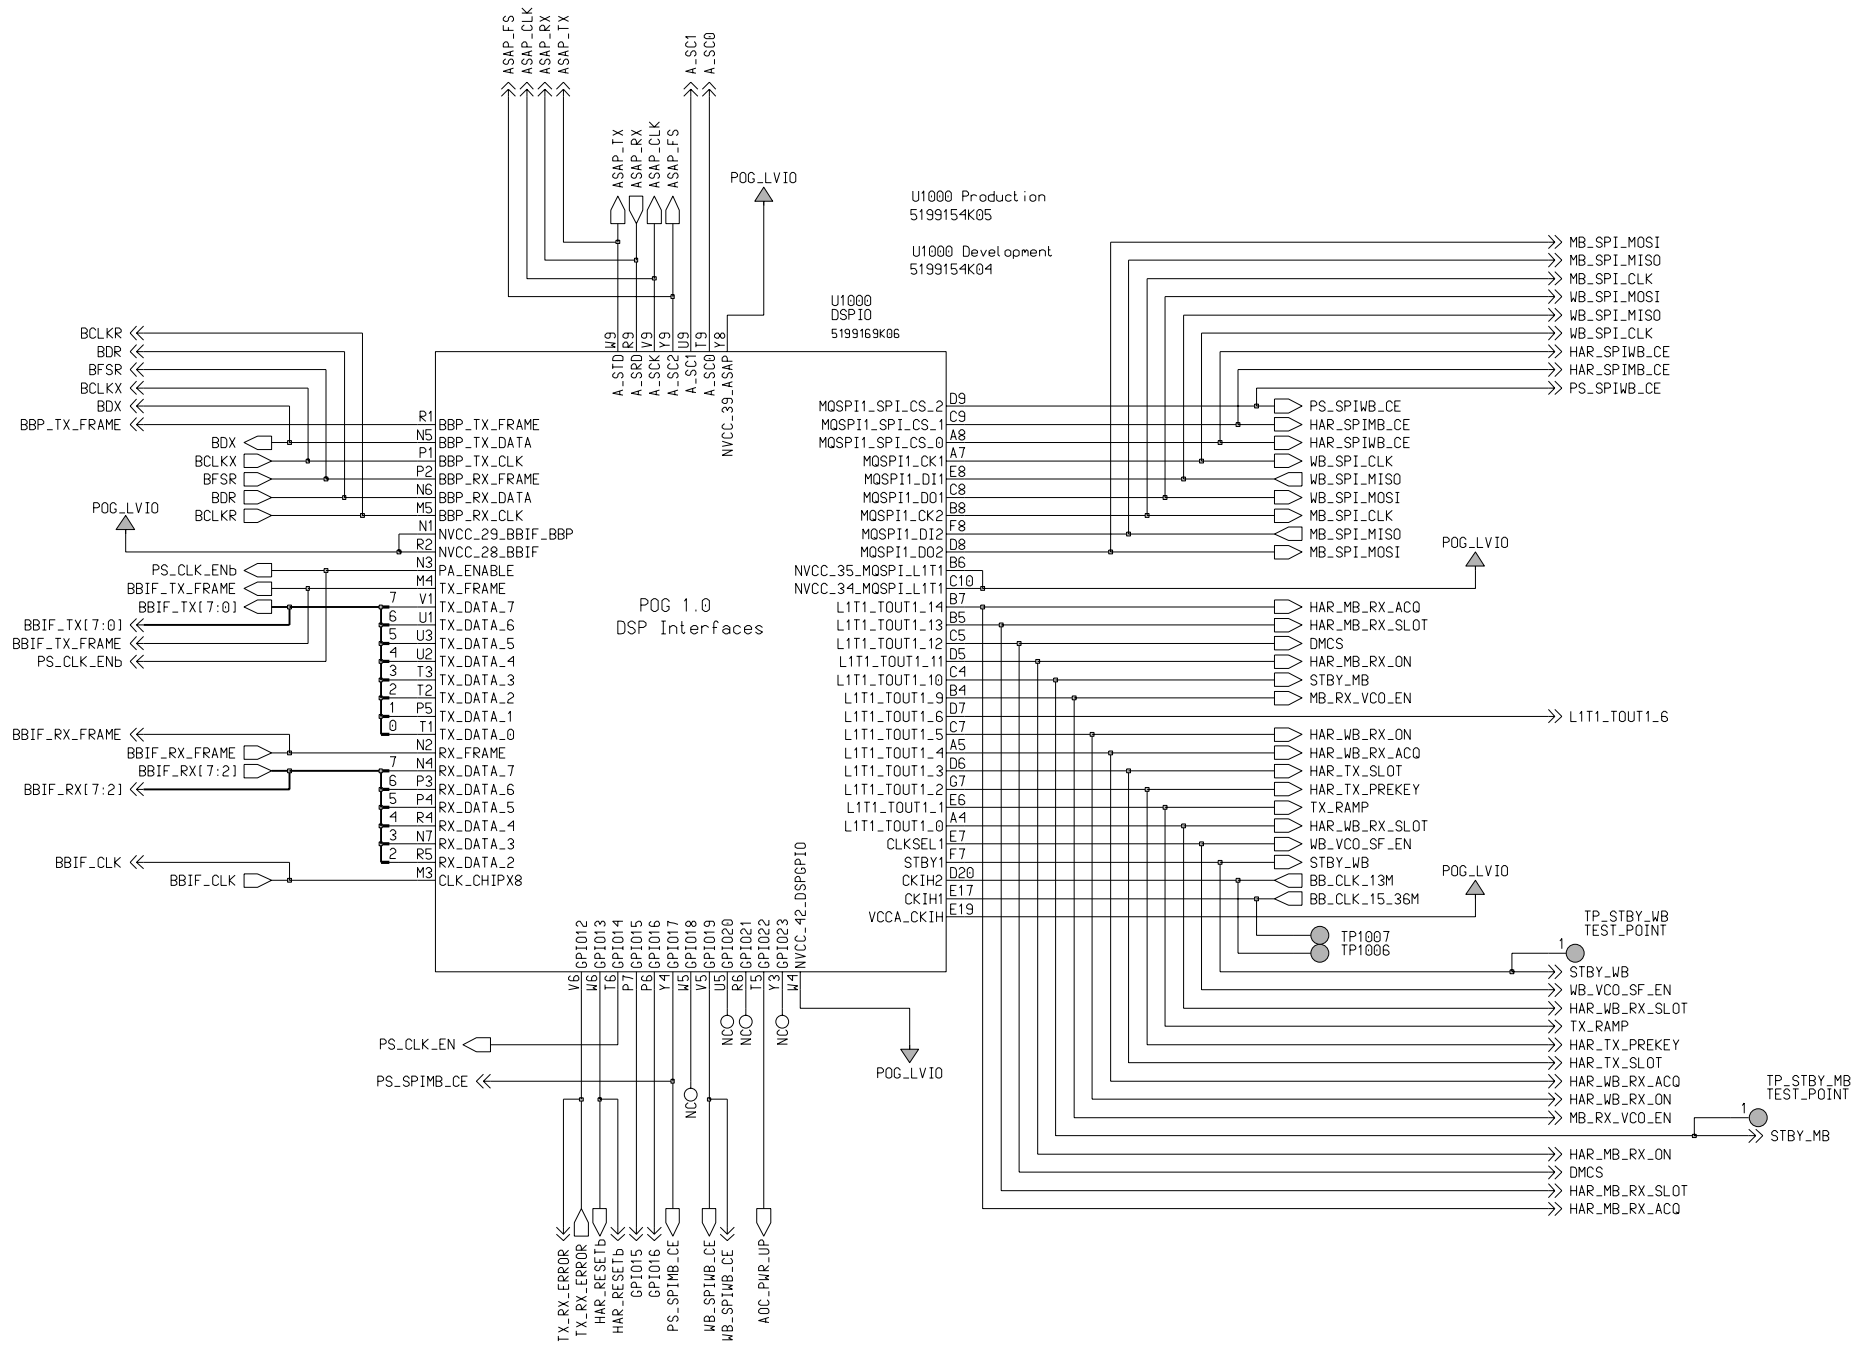 ASAP_FS
ASAP_CLK
ASAP_RX
ASAP_TX
A_SC1
A_SC0
ASAP_TX
ASAP_RX
ASAP_CLK
ASAP_FS
POG_LVIO
U1000 Production
5199154K05
U1000 Development
5199154K04
U1000
DSPIO
5199169K06
W9
R9
V9
Y9
U9
T9
Y8
A_STD
A_SRD
A_SCK
A_SC2
A_SC1
A_SC0
NVCC_39_ASAP
BCLKR
BDR
BFSR
BCLKX
BDX
BBP_TX_FRAME
BDX
BCLKX
BFSR
BDR
BCLKR
POG_LVIO
PS_CLK_ENb
BBIF_TX_FRAME
BBIF_TX[7:0]
BBIF_TX[7:0]
BBIF_TX_FRAME
PS_CLK_ENb
BBIF_RX_FRAME
BBIF_RX_FRAME
BBIF_RX[7:2]
BBIF_RX[7:2]
BBIF_CLK
BBIF_CLK
R1 BBP_TX_FRAME
N5 BBP_TX_DATA
P1 BBP_TX_CLK
P2 BBP_RX_FRAME
N6 BBP_RX_DATA
M5 BBP_RX_CLK
N1 NVCC_29_BBIF_BBP
R2 NVCC_28_BBIF
N3 PA_ENABLE
M4 TX_FRAME
7 V1 TX_DATA_7
6 U1 TX_DATA_6
5 U3 TX_DATA_5
4 U2 TX_DATA_4
3 T3 TX_DATA_3
2 T2 TX_DATA_2
1 P5 TX_DATA_1
0 T1 TX_DATA_0
N2 RX_FRAME
7 N4 RX_DATA_7
6 P3 RX_DATA_6
5 P4 RX_DATA_5
4 R4 RX_DATA_4
3 N7 RX_DATA_3
2 R5 RX_DATA_2
M3 CLK_CHIPX8
POG 1.0
DSP Interfaces
MQSPI1_SPI_CS_2 D9 PS_SPIWB_CE
MQSPI1_SPI_CS_1 C9 HAR_SPIMB_CE
MQSPI1_SPI_CS_0 A8 HAR_SPIWB_CE
MQSPI1_CK1 A7 WB_SPI_CLK
MQSPI1_DI1 E8 WB_SPI_MISO
MQSPI1_DO1 C8 WB_SPI_MOSI
MQSPI1_CK2 B8 MB_SPI_CLK
MQSPI1_DI2 F8 MB_SPI_MISO
MQSPI1_DO2 D8 MB_SPI_MOSI
NVCC_35_MQSPI_L1T1 B6
NVCC_34_MQSPI_L1T1 C10
POG_LVIO
L1T1_TOUT1_14 B7 HAR_MB_RX_ACQ
L1T1_TOUT1_13 B5 HAR_MB_RX_SLOT
L1T1_TOUT1_12 C5 DMCS
L1T1_TOUT1_11 D5 HAR_MB_RX_ON
L1T1_TOUT1_10 C4 STBY_MB
L1T1_TOUT1_9 B4 MB_RX_VCO_EN
L1T1_TOUT1_6 D7 L1T1_TOUT1_6
L1T1_TOUT1_5 C7 HAR_WB_RX_ON
L1T1_TOUT1_4 A5 HAR_WB_RX_ACQ
L1T1_TOUT1_3 D6 HAR_TX_SLOT
L1T1_TOUT1_2 G7 HAR_TX_PREKEY
L1T1_TOUT1_1 E6 TX_RAMP
L1T1_TOUT1_0 A4 HAR_WB_RX_SLOT
CLKSEL1 E7 WB_VCO_SF_EN
STBY1 F7 STBY_WB
CKIH2 D20 BB_CLK_13M
CKIH1 E17 BB_CLK_15_36M
VCCA_CKIH E19
POG_LVIO
MB_SPI_MOSI
MB_SPI_MISO
MB_SPI_CLK
WB_SPI_MOSI
WB_SPI_MISO
WB_SPI_CLK
HAR_SPIWB_CE
HAR_SPIMB_CE
PS_SPIWB_CE
TP1007
TP1006
TP_STBY_WB
TEST_POINT
1
STBY_WB
WB_VCO_SF_EN
HAR_WB_RX_SLOT
TX_RAMP
HAR_TX_PREKEY
HAR_TX_SLOT
HAR_WB_RX_ACQ
HAR_WB_RX_ON
MB_RX_VCO_EN
TP_STBY_MB
TEST_POINT
1
STBY_MB
HAR_MB_RX_ON
DMCS
HAR_MB_RX_SLOT
HAR_MB_RX_ACQ
GPIO12
GPIO13
GPIO14
GPIO15
GPIO16
GPIO17
GPIO18
GPIO19
GPIO20
GPIO21
GPIO22
GPIO23
NVCC_42_DSPGPIO
V6
W6
T6
P7
P6
Y4
W5
V5
U5
R6
T5
Y3
W4
NC
NC
NC
NC
PS_CLK_EN
PS_SPIMB_CE
POG_LVIO
TX_RX_ERROR
TX_RX_ERROR
HAR_RESETb
HAR_RESETb
GPIO15
GPIO16
PS_SPIMB_CE
WB_SPIWB_CE
WB_SPIWB_CE
AOC_PWR_UP